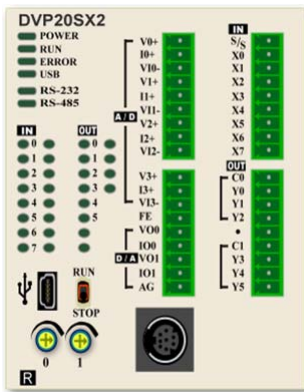 DVP20SX2
POWER
RUN
ERROR
USB
RS-232
RS-485
IN
0
1
2
3
4
5
6
7
OUT
0
1
2
3
4
5
A/D
V0+
I0+
VI0-
V1+
I1+
VI1-
V2+
I2+
VI2-
V3+
I3+
VI3-
FE
D/A
VO0
IO0
VO1
IO1
AG
IN
S/S
X0
X1
X2
X3
X4
X5
X6
X7
OUT
C0
Y0
Y1
Y2
•
C1
Y3
Y4
Y5
RUN
STOP
0
1
R